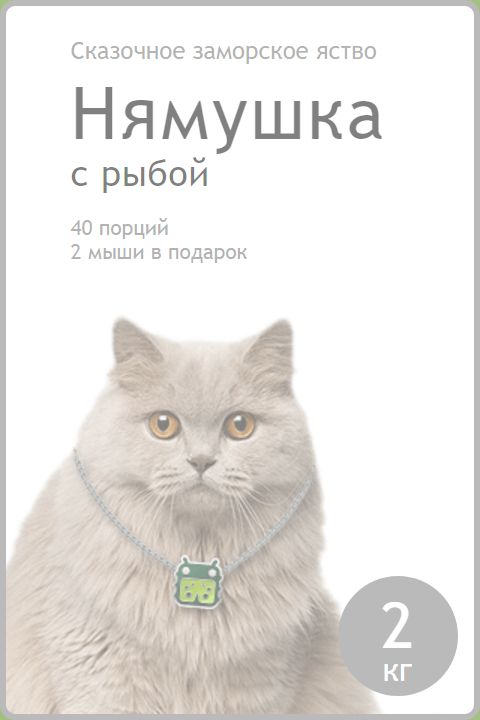 Сказочное заморское яство
Нямушка
с рыбой
40 порций
2 мыши в подарок
2
кг